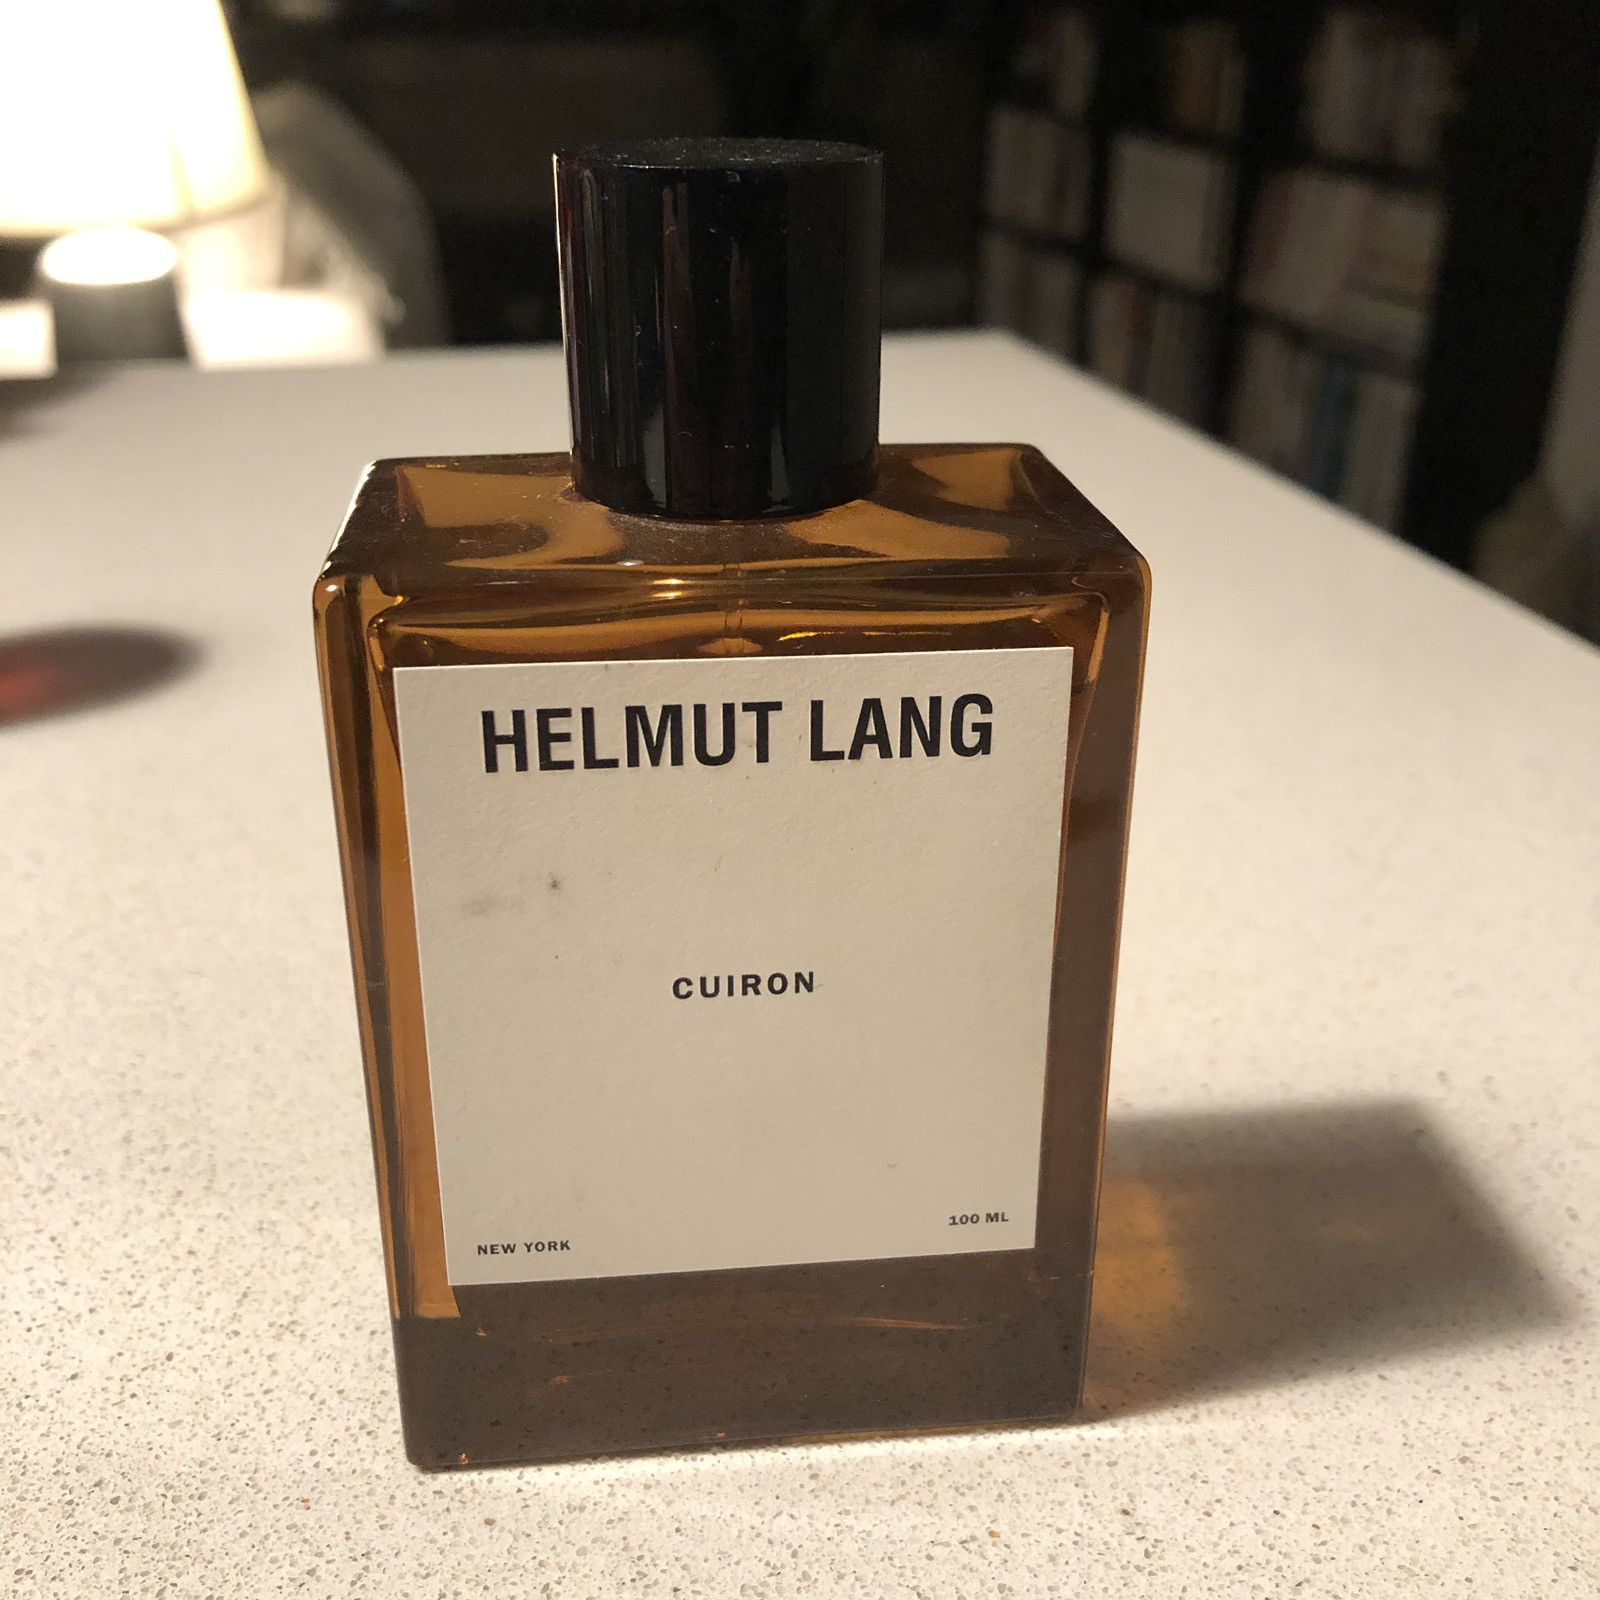 HELMUT LANG
CUIRON
NEW YORK
100 ML